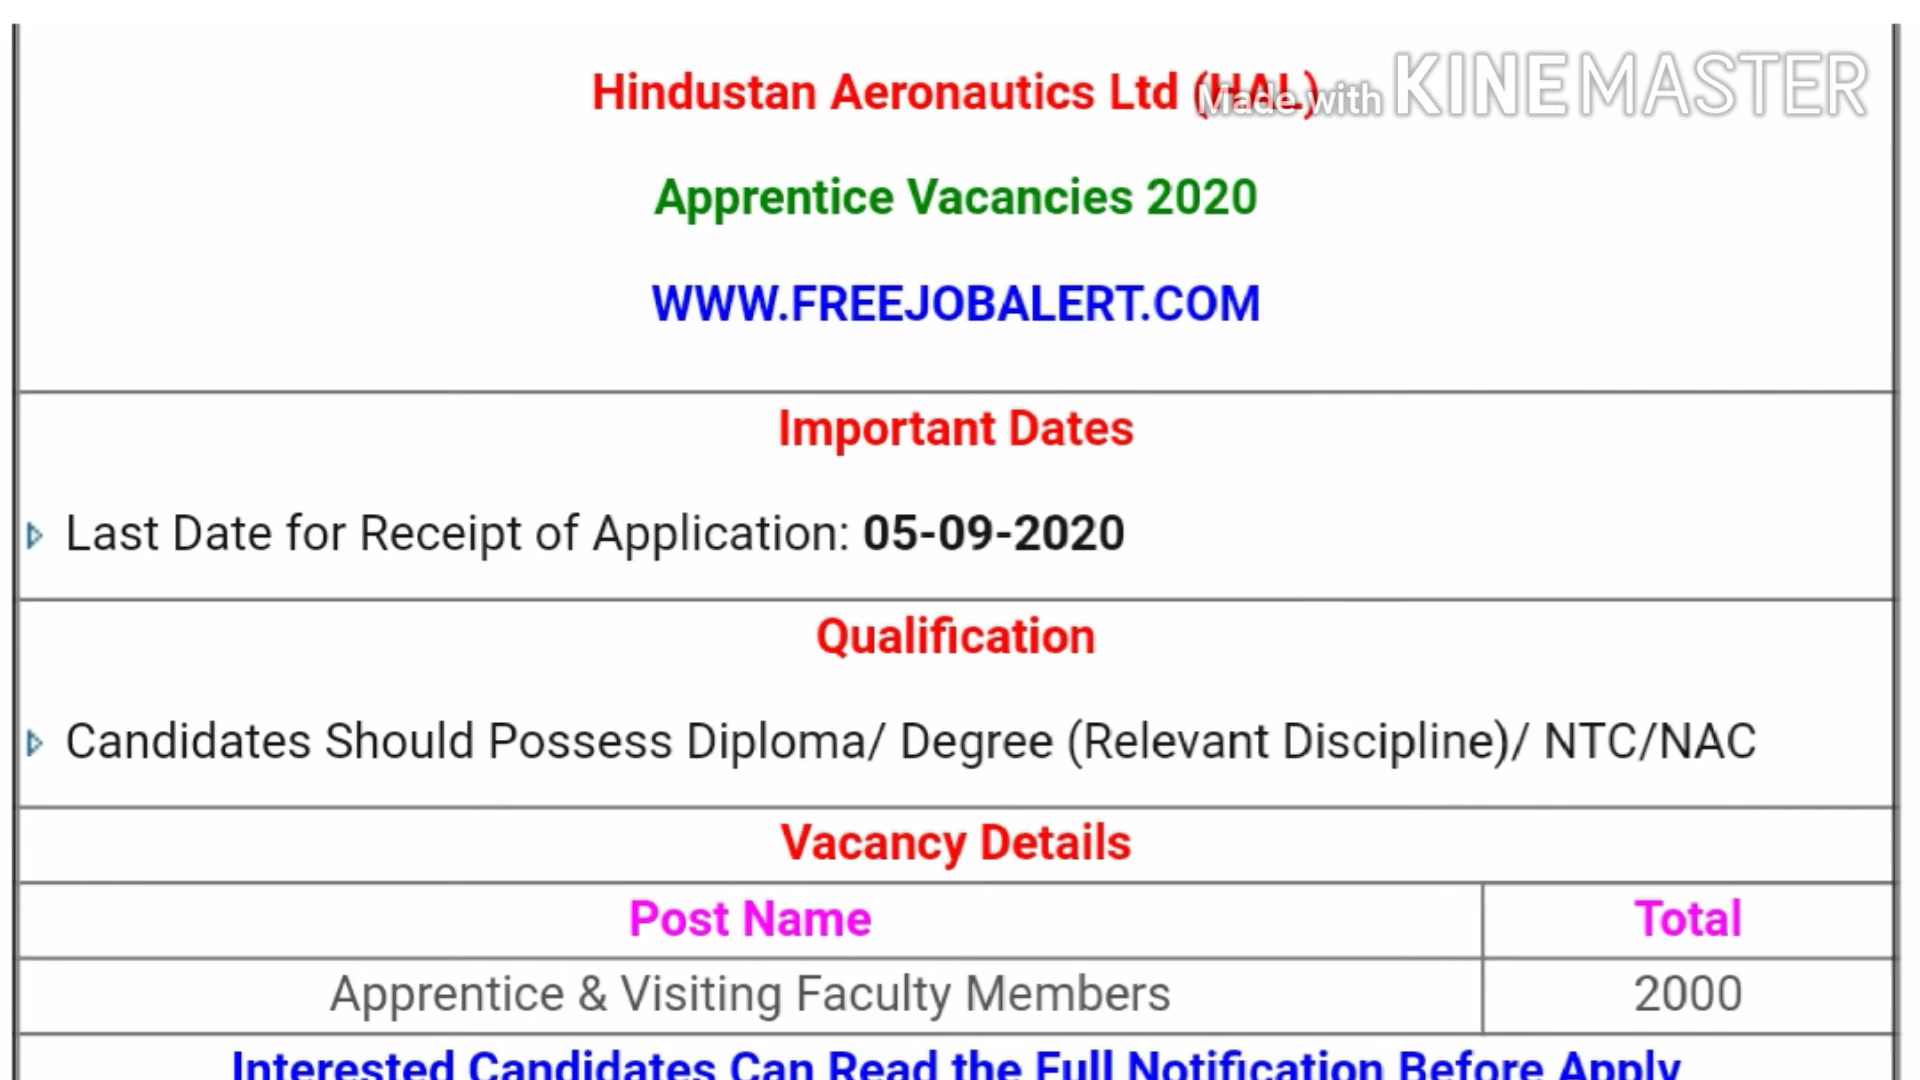 Hindustan Aeronautics Ltd (HAL)
Made with KINEMASTER
Apprentice Vacancies 2020
WWW.FREEJOBALERT.COM
Important Dates
Last Date for Receipt of Application: 05-09-2020
Qualification
Candidates Should Possess Diploma/ Degree (Relevant Discipline)/ NTC/NAC
Vacancy Details
Post Name Total
Apprentice & Visiting Faculty Members 2000
Interested Candidates Can Read the Full Notification Before Apply